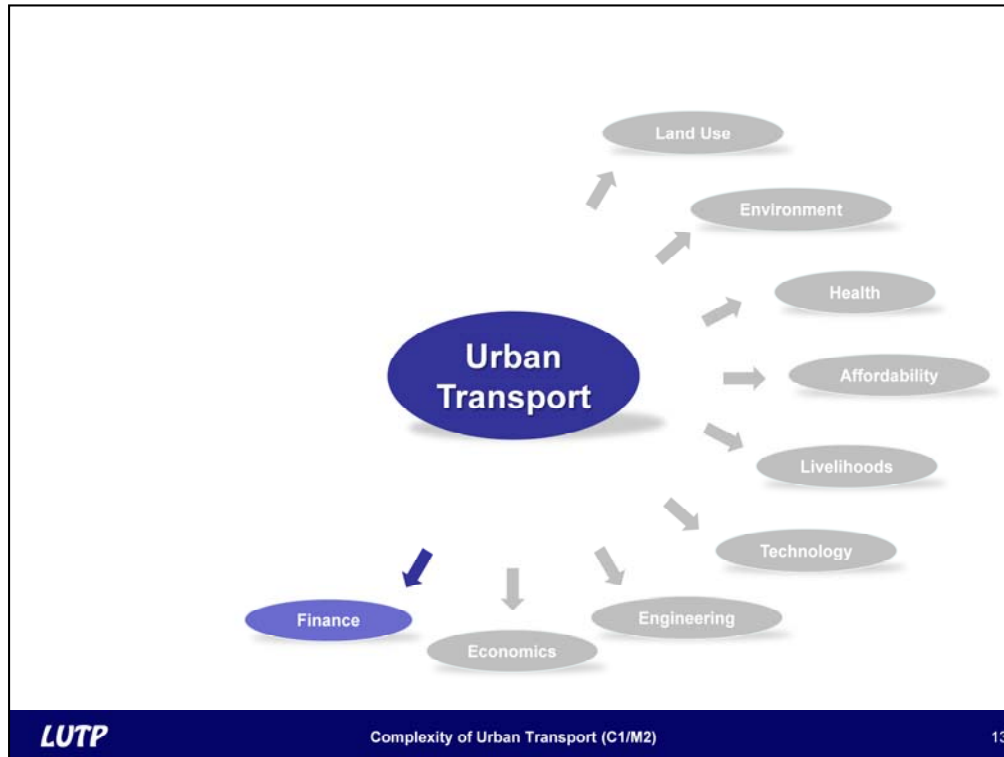 Land Use
Environment
Health
Urban
Transport
Affordability
Livelihoods
Technology
Engineering
Finance
Economics
LUTP
Complexity of Urban Transport (C1/M2)
13